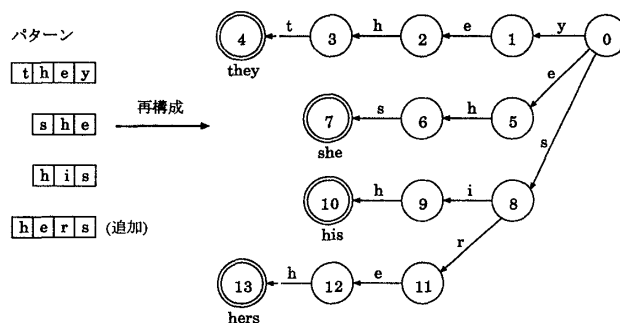 パターン
t h e y
s h e
h i s
h e r s (追加)
再構成
4 t 3 h 2 e 1 y 0
they
e
7 s 6 h 5
she
s
10 h 9 i 8
his
r
13 h 12 e 11
hers